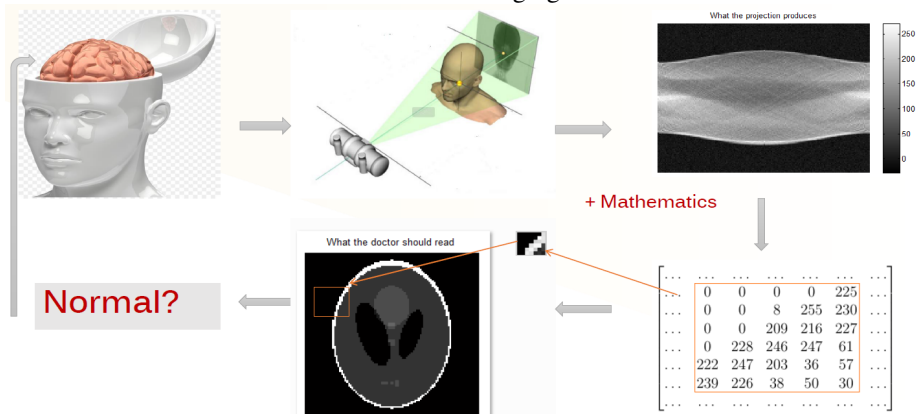 What the projection produces
250
200
150
100
50
0
+ Mathematics
What the doctor should read
Normal?
... ... ... ... ... ... ...
... 0 0 0 0 225 ...
... 0 0 8 255 230 ...
... 0 0 209 216 227 ...
... 0 228 246 247 61 ...
... 222 247 203 36 57 ...
... 239 226 38 50 30 ...
... ... ... ... ... ... ...